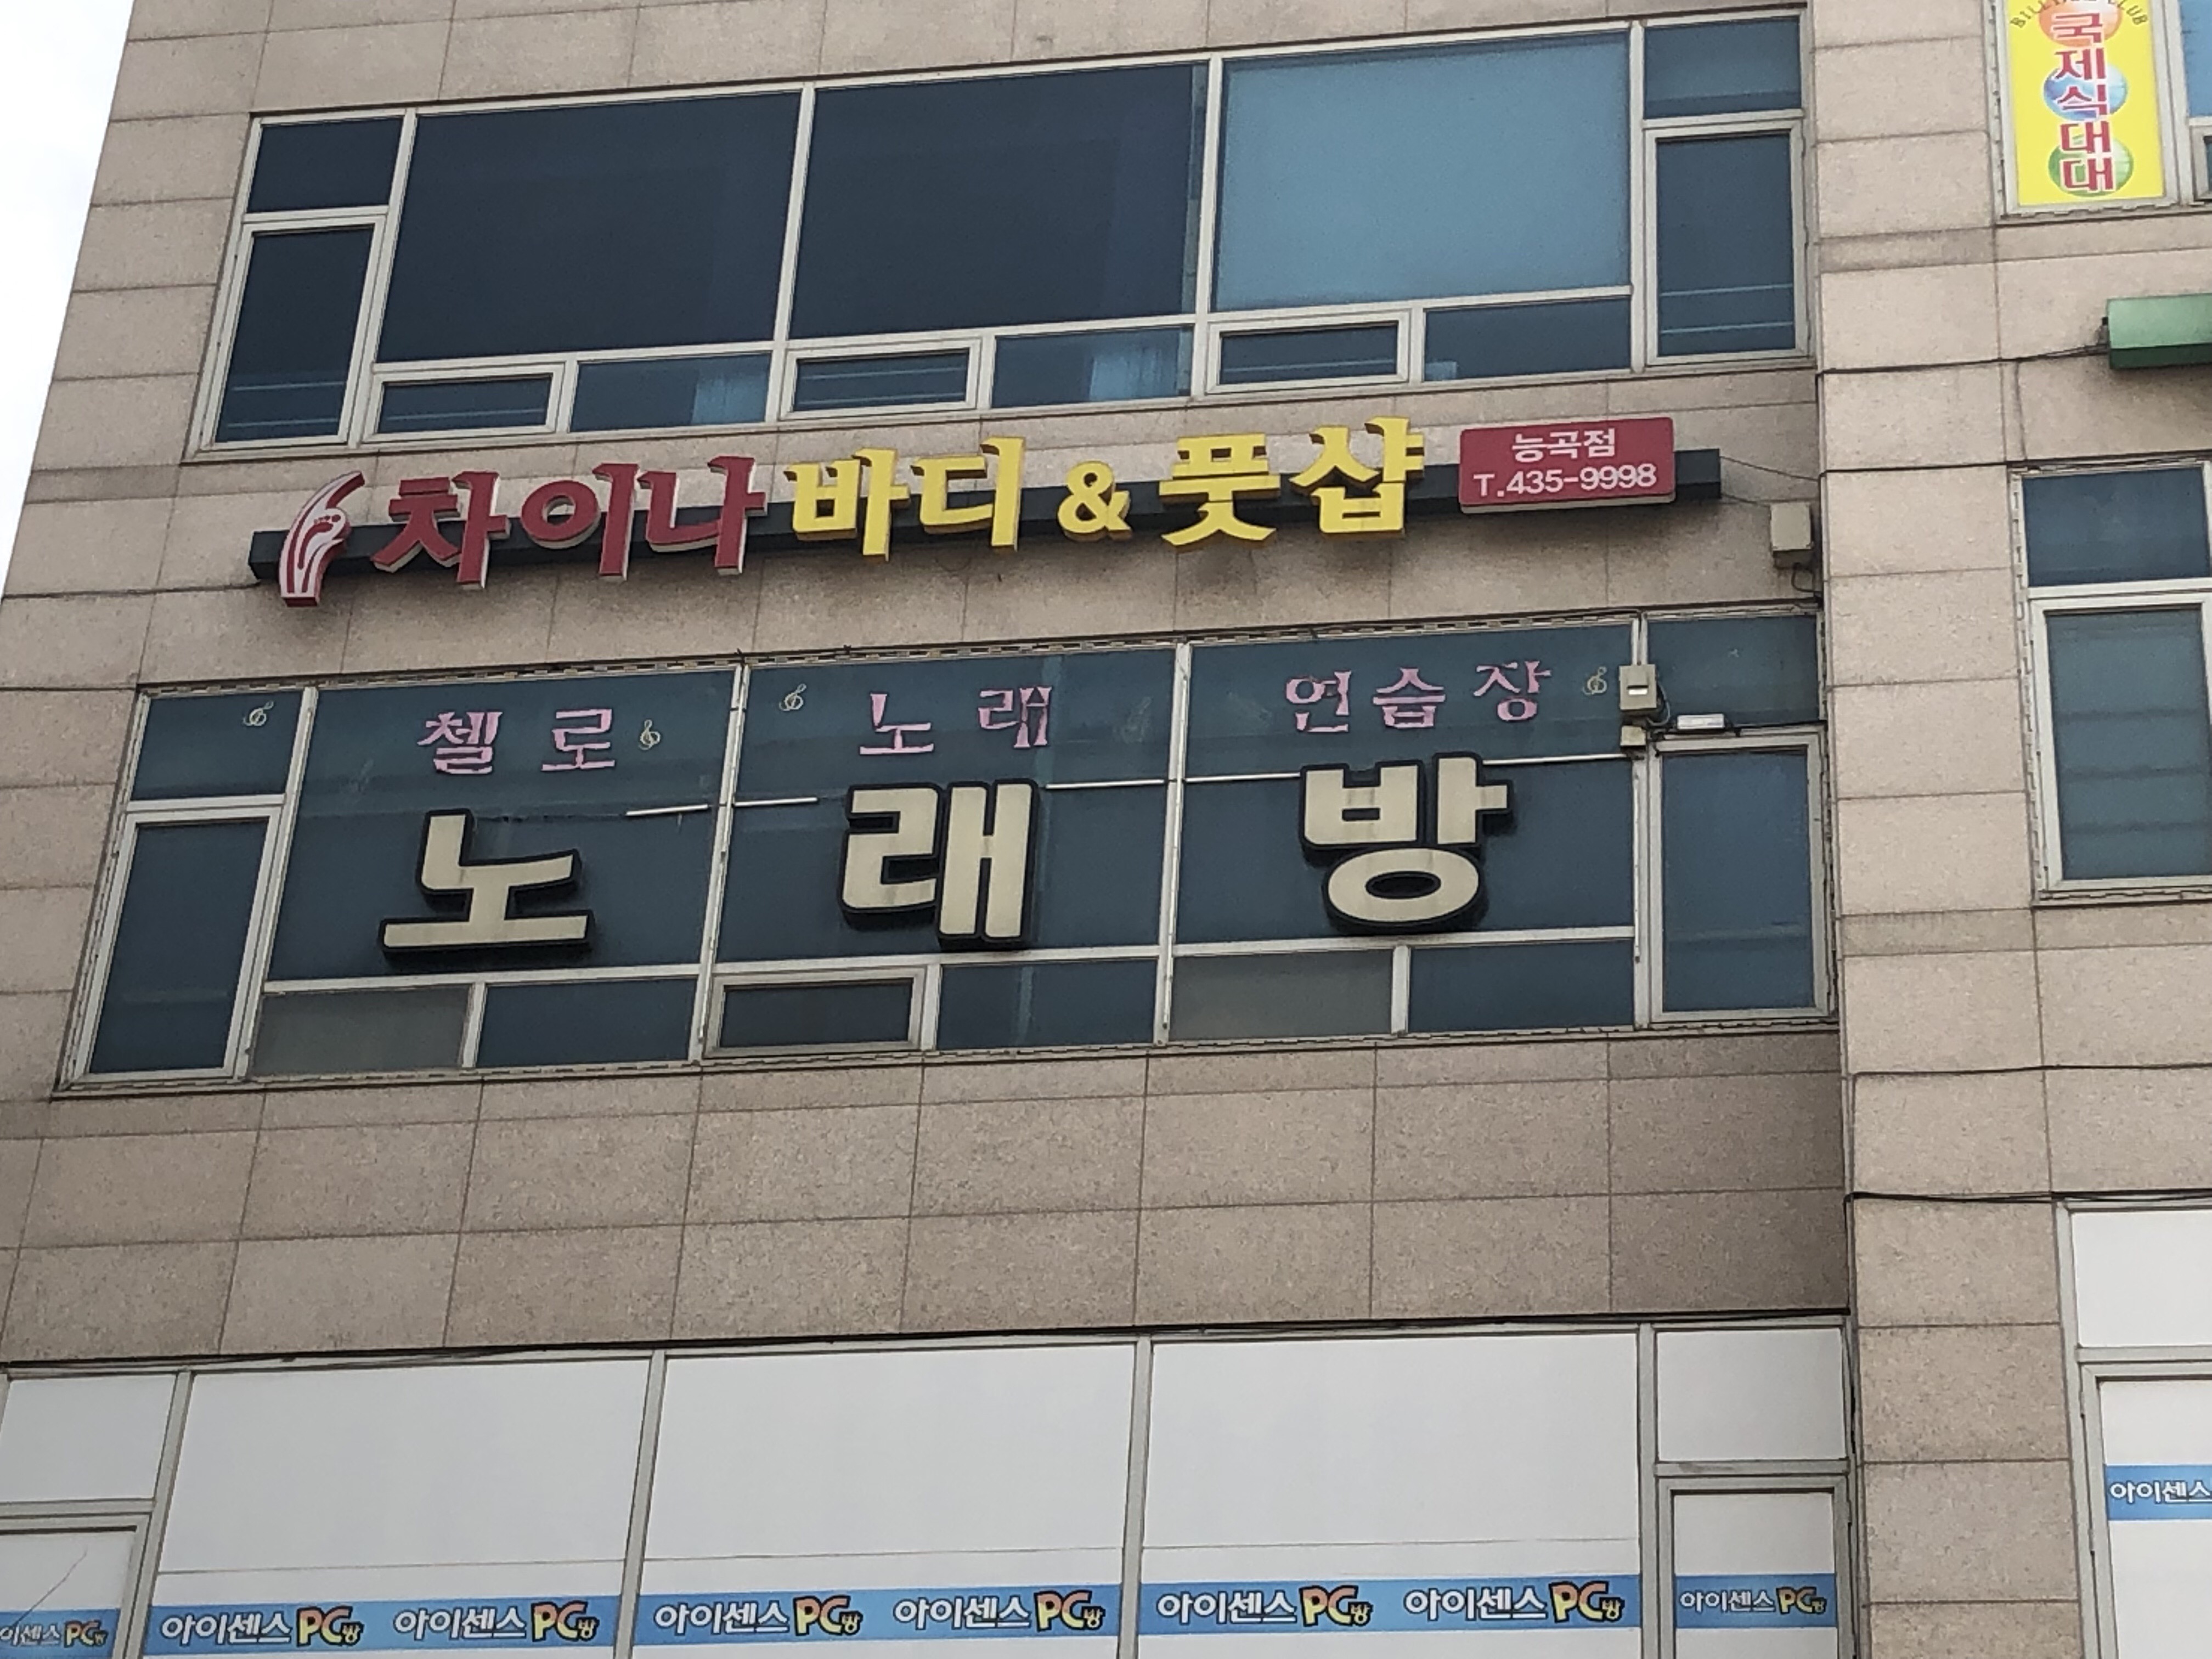 국제식대대
차이나 바디 & 풋샵
능곡점
T.435-9998
첼로 노래 연습장
노래방
아이센스
아이센스PC방 아이센스PC방 아이센스PC방 아이센스PC방 아이센스PC방 아이센스PC방 아이센스PC방